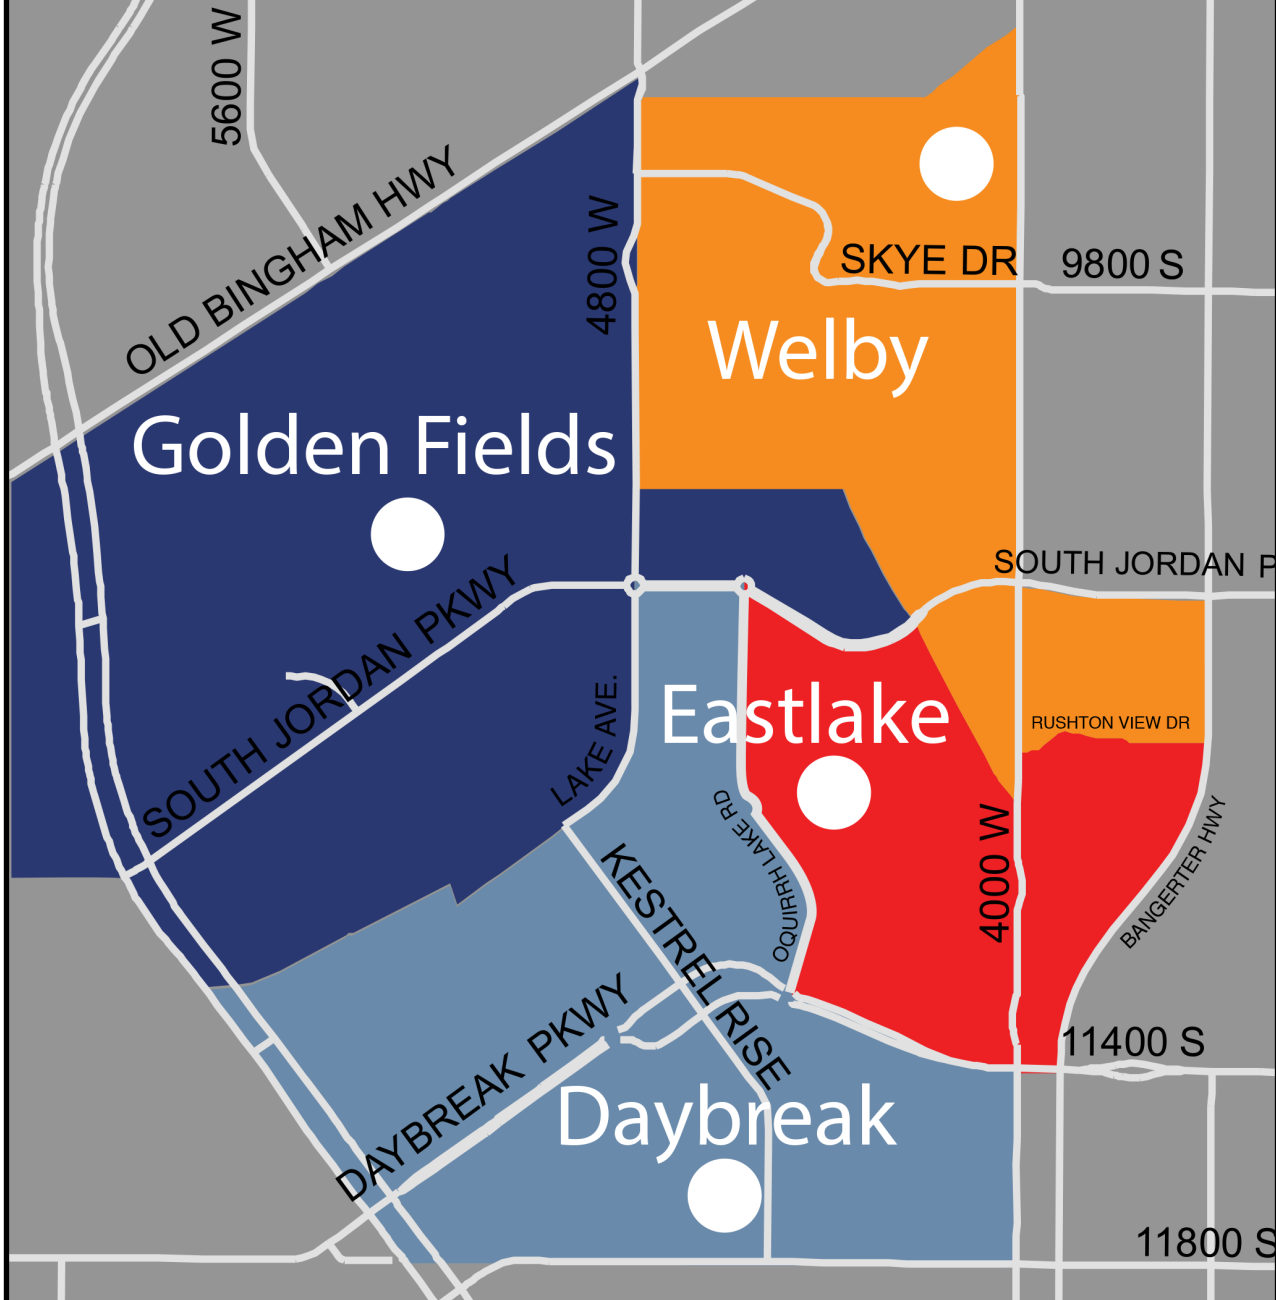 5600 W
OLD BINGHAM HWY
4800 W
SKYE DR
9800 S
Welby
Golden Fields
SOUTH JORDAN P
SOUTH JORDAN PKWY
LAKE AVE.
Eastlake
RUSHTON VIEW DR
OQUIRRH LAKE RD
4000 W
BANGERTER HWY
KESTREL RISE
DAYBREAK PKWY
11400 S
Daybreak
11800 S